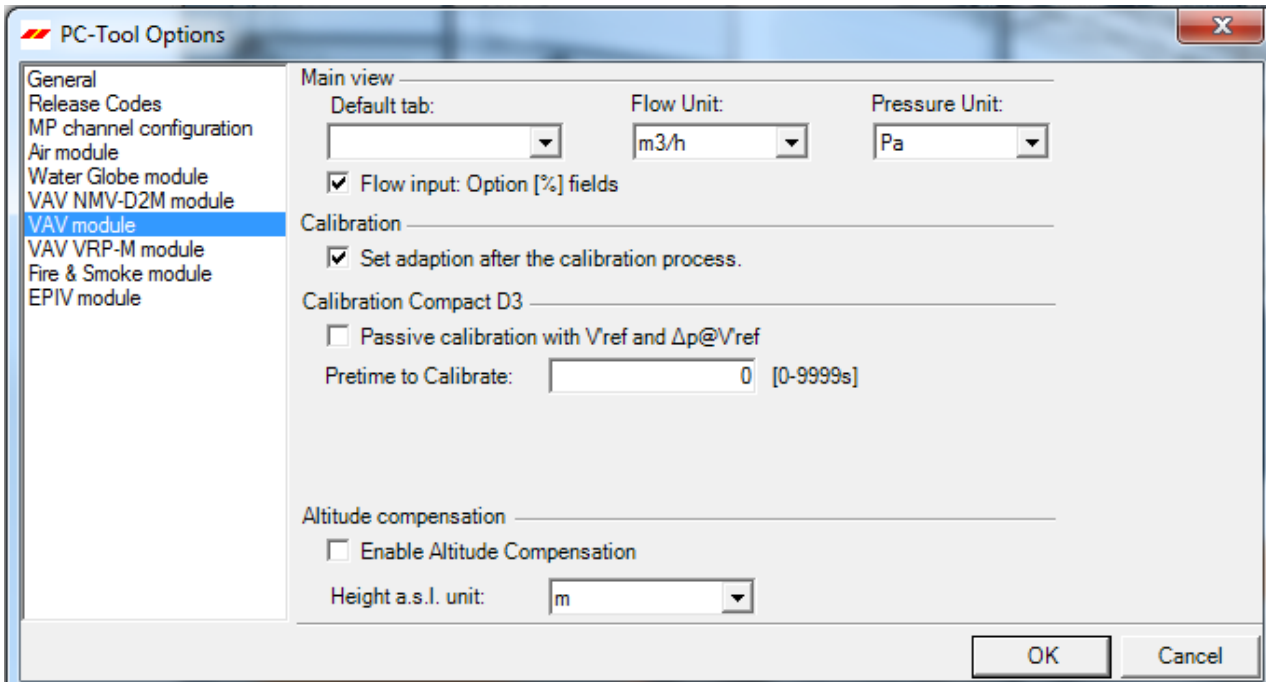 PC-Tool Options
X
General
Release Codes
MP channel configuration
Air module
Water Globe module
VAV NMV-D2M module
VAV module
VAV VRP-M module
Fire & Smoke module
EPIV module
Main view
Default tab: Flow Unit: Pressure Unit:
m3/h Pa
Flow input: Option [%] fields
Calibration
Set adaption after the calibration process.
Calibration Compact D3
Passive calibration with V'ref and Δp@V'ref
Pretime to Calibrate: 0 [0-9999s]
Altitude compensation
Enable Altitude Compensation
Height a.s.l. unit: m
OK Cancel